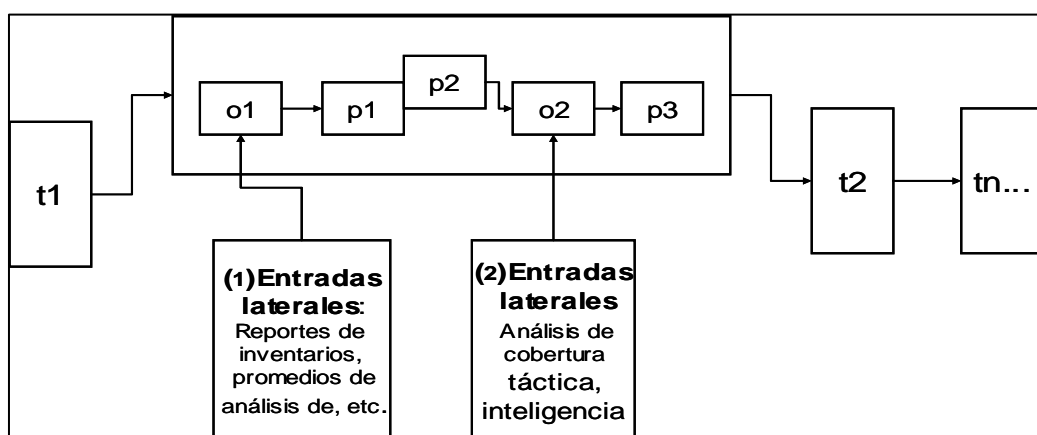 t1
o1
p1
p2
o2
p3
t2
tn...
(1)Entradas
laterales:
Reportes de
inventarios,
promedios de
análisis de, etc.
(2)Entradas
laterales
Análisis de
cobertura
táctica,
inteligencia